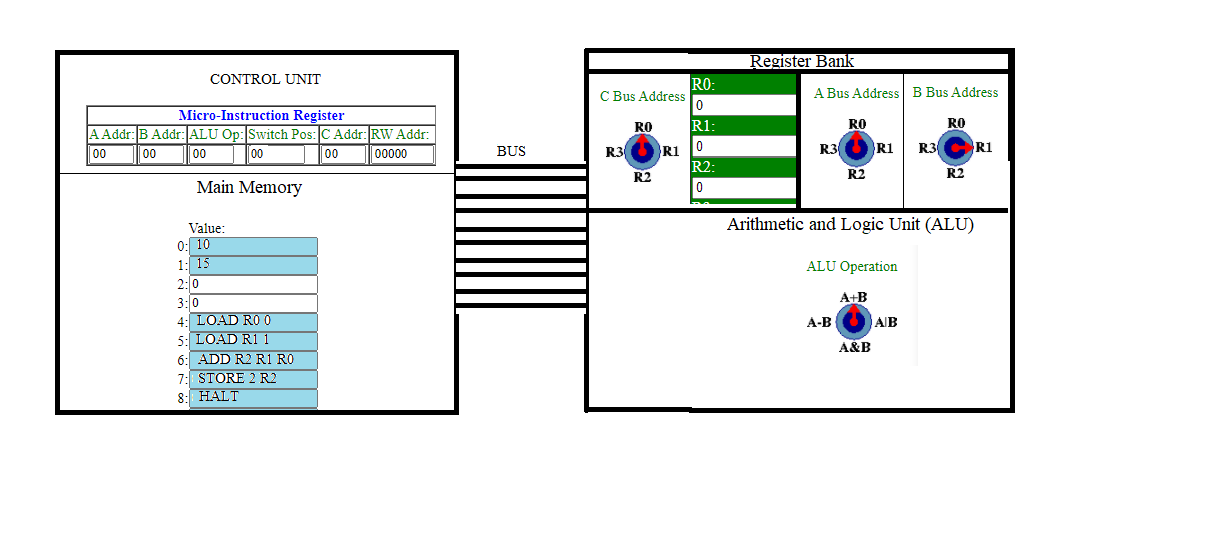 CONTROL UNIT
Micro-Instruction Register
A Addr: B Addr: ALU Op: Switch Pos: C Addr: RW Addr:
00 00 00 00 00 00000
Main Memory
Value:
0: 10
1: 15
2: 0
3: 0
4: LOAD R0 0
5: LOAD R1 1
6: ADD R2 R1 R0
7: STORE 2 R2
8: HALT
BUS
Register Bank
C Bus Address
R0
R3 R1
R2
R0:
0
R1:
0
R2:
0
A Bus Address
R0
R3 R1
R2
B Bus Address
R0
R3 R1
R2
Arithmetic and Logic Unit (ALU)
ALU Operation
A+B
A-B A|B
A&B